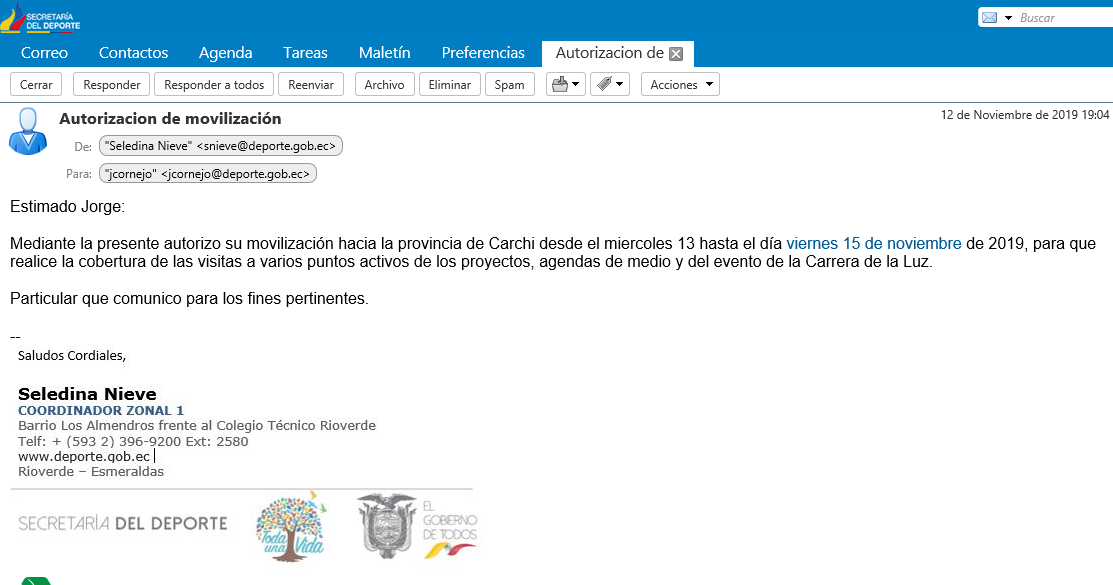 SECRETARÍA
DEL DEPORTE
Buscar
Correo Contactos Agenda Tareas Maletín Preferencias Autorizacion de
Cerrar Responder Responder a todos Reenviar Archivo Eliminar Spam Acciones
Autorizacion de movilización
12 de Noviembre de 2019 19:04
De: "Seledina Nieve" <snieve@deporte.gob.ec>
Para: "jcornejo" <jcornejo@deporte.gob.ec>
Estimado Jorge:
Mediante la presente autorizo su movilización hacia la provincia de Carchi desde el miercoles 13 hasta el día viernes 15 de noviembre de 2019, para que
realice la cobertura de las visitas a varios puntos activos de los proyectos, agendas de medio y del evento de la Carrera de la Luz.
Particular que comunico para los fines pertinentes.
--
Saludos Cordiales,
Seledina Nieve
COORDINADOR ZONAL 1
Barrio Los Almendros frente al Colegio Técnico Rioverde
Telf: + (593 2) 396-9200 Ext: 2580
www.deporte.gob.ec
Rioverde – Esmeraldas
SECRETARÍA DEL DEPORTE
Toda
una Vida
EL
GOBIERNO
DE TODOS